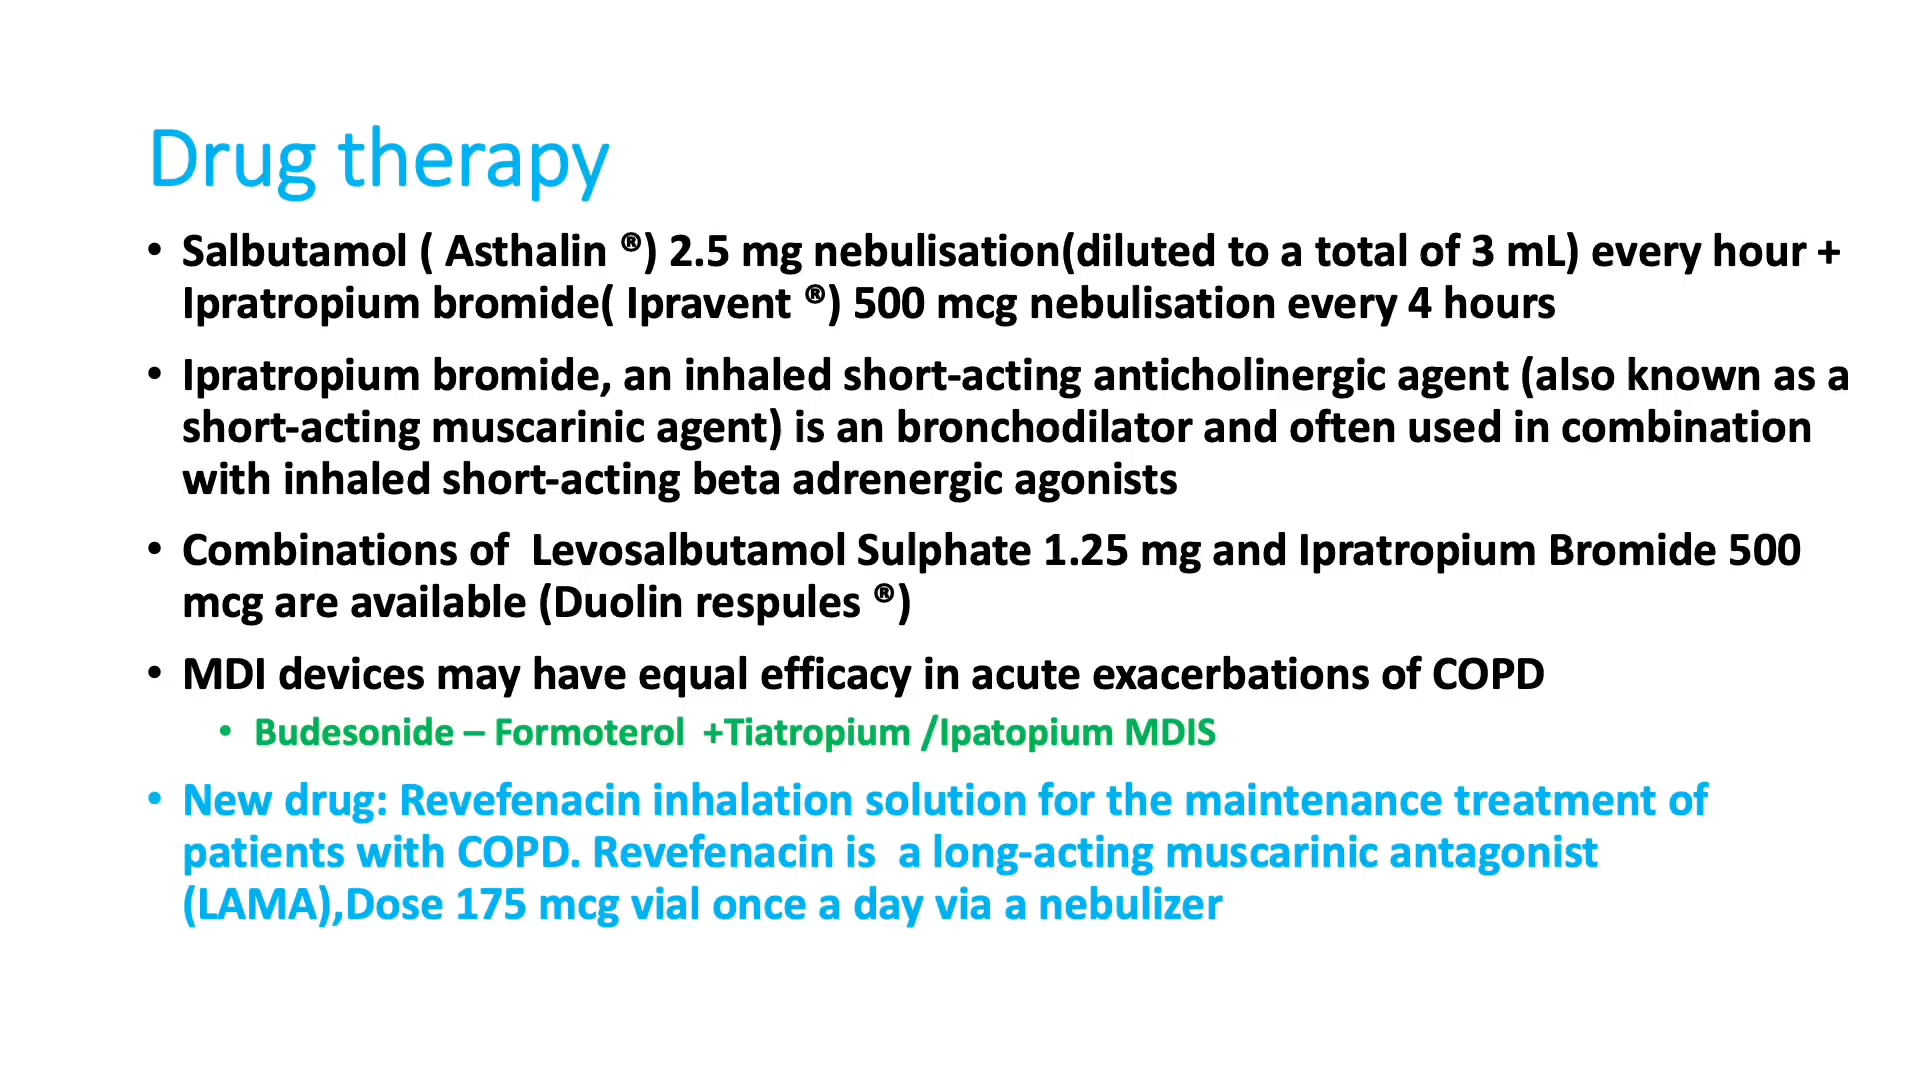 Drug therapy
• Salbutamol ( Asthalin ®) 2.5 mg nebulisation(diluted to a total of 3 mL) every hour +
Ipratropium bromide( Ipravent ®) 500 mcg nebulisation every 4 hours
• Ipratropium bromide, an inhaled short-acting anticholinergic agent (also known as a
short-acting muscarinic agent) is an bronchodilator and often used in combination
with inhaled short-acting beta adrenergic agonists
• Combinations of  Levosalbutamol Sulphate 1.25 mg and Ipratropium Bromide 500
mcg are available (Duolin respules ®)
• MDI devices may have equal efficacy in acute exacerbations of COPD
• Budesonide – Formoterol  +Tiatropium /Ipatopium MDIS
• New drug: Revefenacin inhalation solution for the maintenance treatment of
patients with COPD. Revefenacin is  a long-acting muscarinic antagonist
(LAMA),Dose 175 mcg vial once a day via a nebulizer